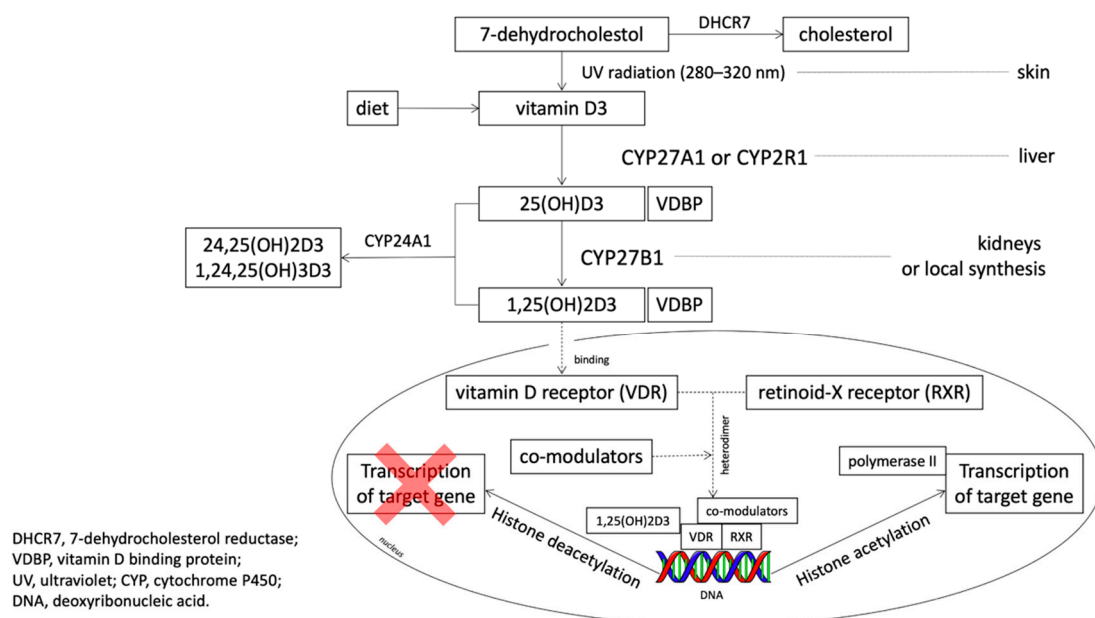 7-dehydrocholestol
DHCR7
cholesterol
UV radiation (280–320 nm)
skin
diet
vitamin D3
CYP27A1 or CYP2R1
liver
25(OH)D3
VDBP
CYP24A1
24,25(OH)2D3
1,24,25(OH)3D3
CYP27B1
kidneys
or local synthesis
1,25(OH)2D3
VDBP
binding
vitamin D receptor (VDR)
retinoid-X receptor (RXR)
heterodimer
co-modulators
polymerase II
Transcription
of target gene
Transcription
of target gene
co-modulators
1,25(OH)2D3
VDR
RXR
Histone deacetylation
Histone acetylation
nucleus
DNA
DHCR7, 7-dehydrocholesterol reductase;
VDBP, vitamin D binding protein;
UV, ultraviolet; CYP, cytochrome P450;
DNA, deoxyribonucleic acid.